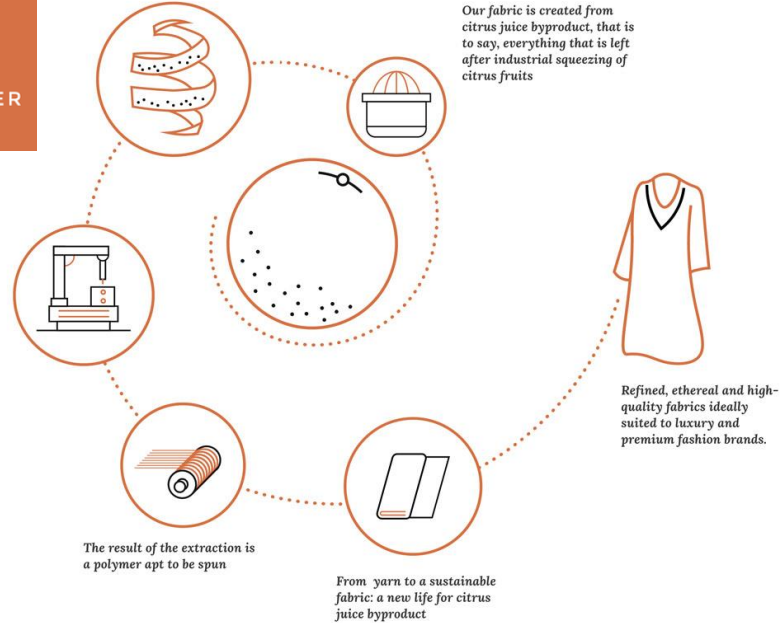 ER
Our fabric is created from
citrus juice byproduct, that is
to say, everything that is left
after industrial squeezing of
citrus fruits
Refined, ethereal and high-
quality fabrics ideally
suited to luxury and
premium fashion brands.
The result of the extraction is
a polymer apt to be spun
From yarn to a sustainable
fabric: a new life for citrus
juice byproduct